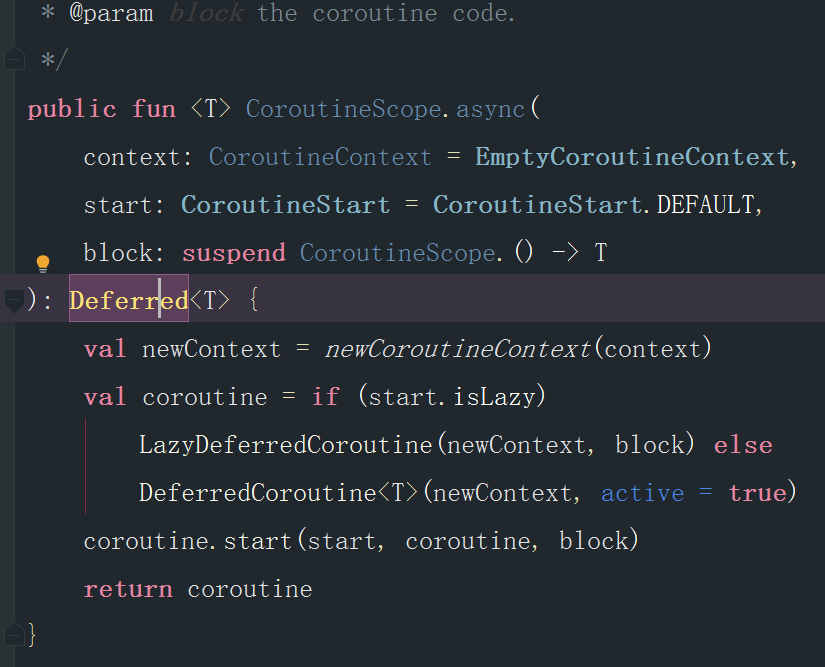 * @param block the coroutine code.
*/
public fun <T> CoroutineScope.async(
context: CoroutineContext = EmptyCoroutineContext,
start: CoroutineStart = CoroutineStart.DEFAULT,
block: suspend CoroutineScope.() -> T
): Deferred<T> {
val newContext = newCoroutineContext(context)
val coroutine = if (start.isLazy)
LazyDeferredCoroutine(newContext, block) else
DeferredCoroutine<T>(newContext, active = true)
coroutine.start(start, coroutine, block)
return coroutine
}